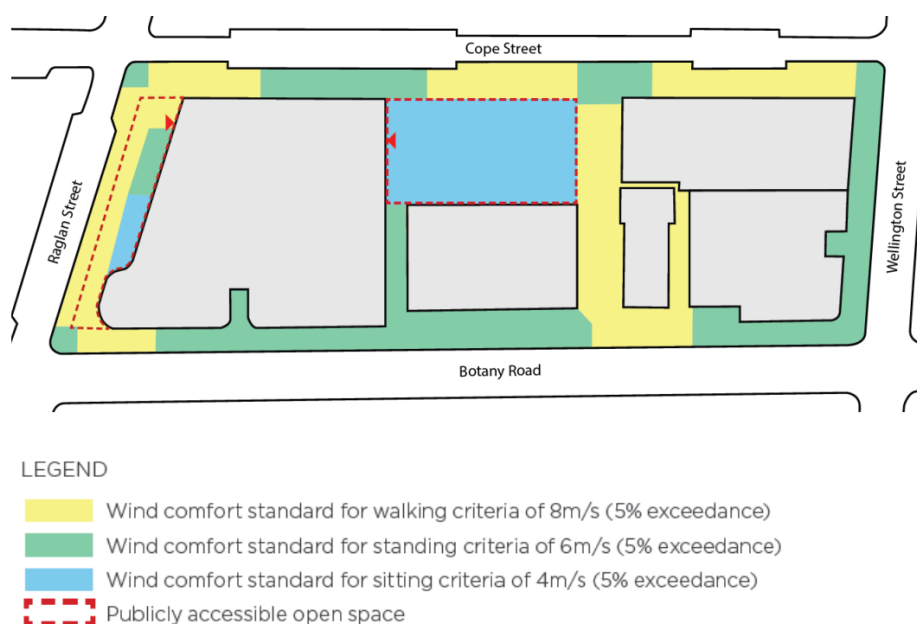 Cope Street
Raglan Street
Wellington Street
Botany Road
LEGEND
Wind comfort standard for walking criteria of 8m/s (5% exceedance)
Wind comfort standard for standing criteria of 6m/s (5% exceedance)
Wind comfort standard for sitting criteria of 4m/s (5% exceedance)
Publicly accessible open space